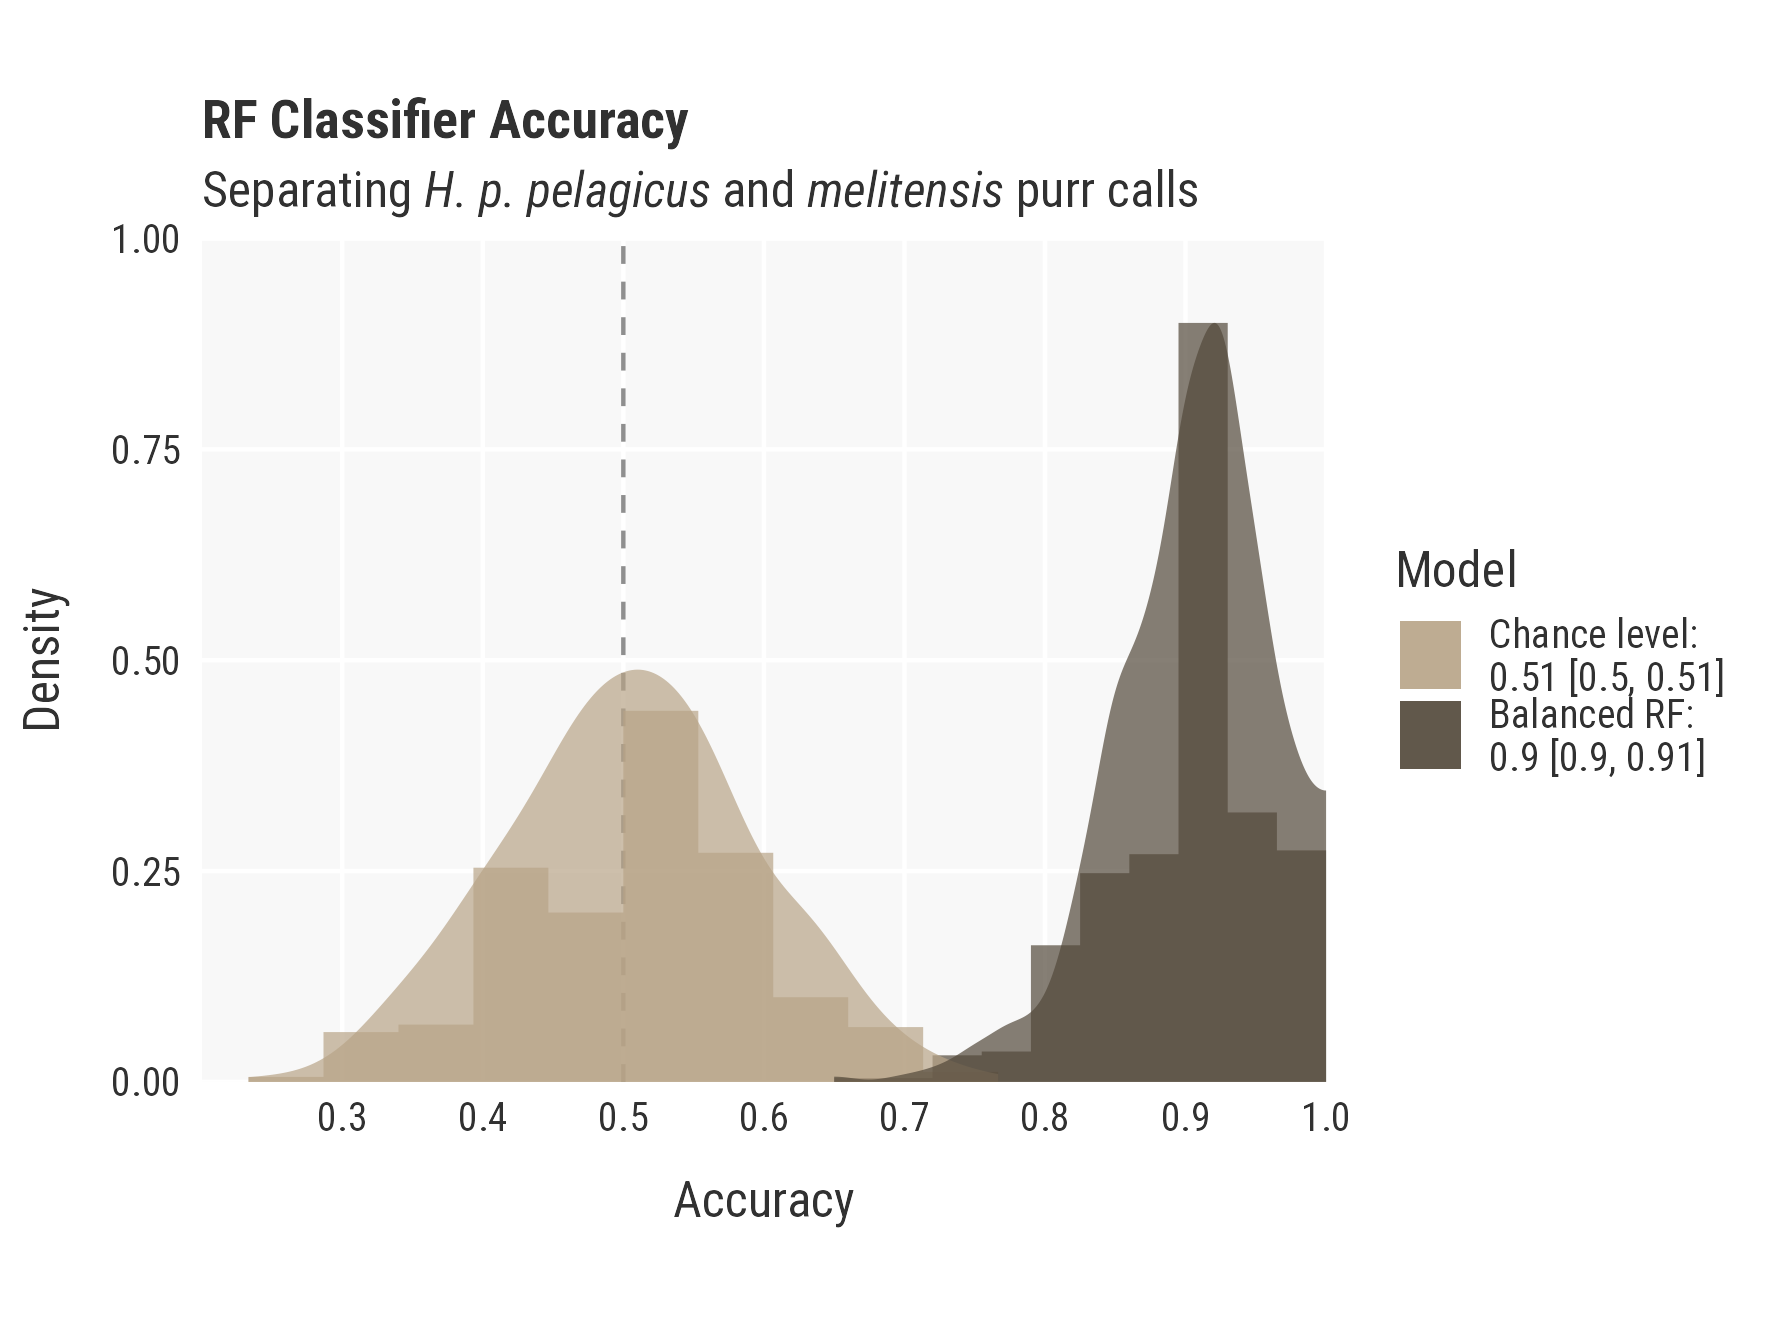 RF Classifier Accuracy
Separating H. p. pelagicus and melitensis purr calls
1.00
0.75
0.50
0.25
0.00
Density
0.3 0.4 0.5 0.6 0.7 0.8 0.9 1.0
Accuracy
Model
Chance level:
0.51 [0.5, 0.51]
Balanced RF:
0.9 [0.9, 0.91]